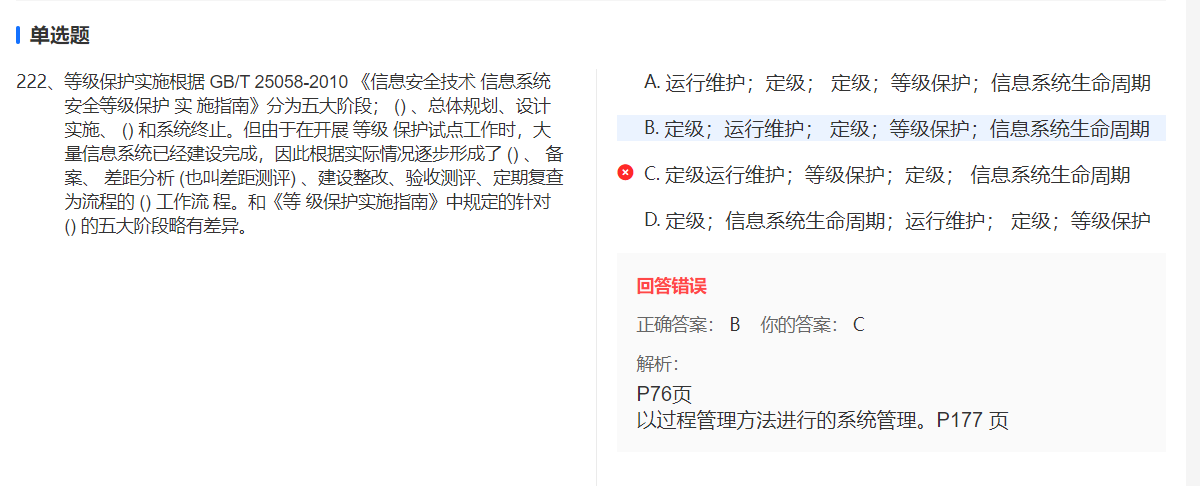 单选题
222、等级保护实施根据 GB/T 25058-2010 《信息安全技术 信息系统
安全等级保护 实 施指南》分为五大阶段； () 、总体规划、设计
实施、 () 和系统终止。但由于在开展 等级 保护试点工作时，大
量信息系统已经建设完成，因此根据实际情况逐步形成了 () 、 备
案、 差距分析 (也叫差距测评) 、建设整改、验收测评、定期复查
为流程的 () 工作流 程。和《等 级保护实施指南》中规定的针对
() 的五大阶段略有差异。
A. 运行维护；定级； 定级；等级保护；信息系统生命周期
B. 定级；运行维护； 定级；等级保护；信息系统生命周期
C. 定级运行维护；等级保护；定级； 信息系统生命周期
D. 定级；信息系统生命周期；运行维护； 定级；等级保护
回答错误
正确答案： B 你的答案： C
解析：
P76页
以过程管理方法进行的系统管理。P177 页